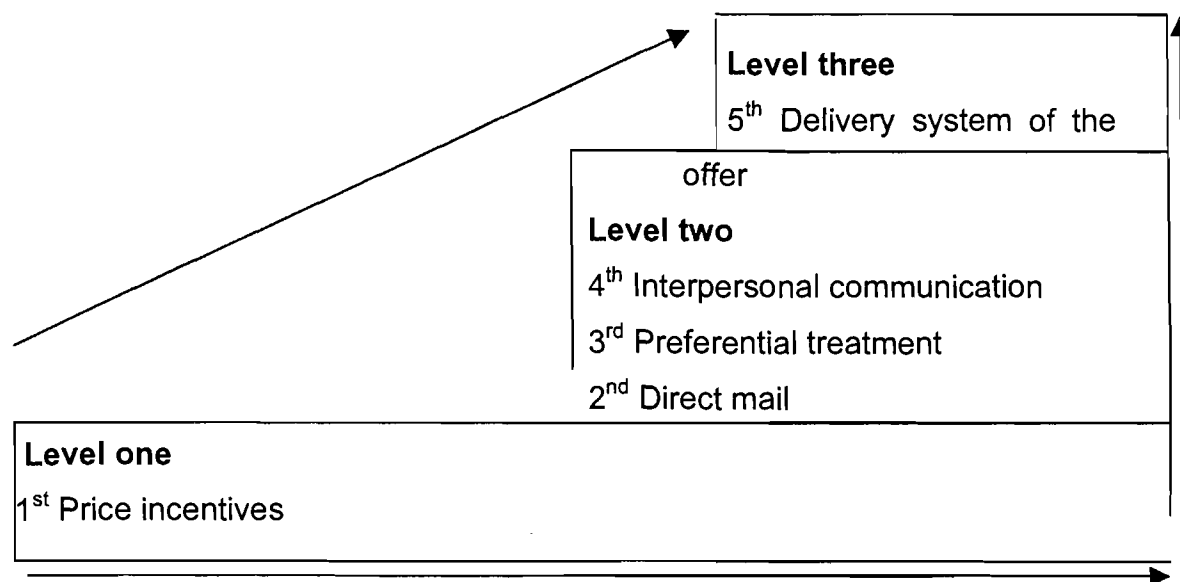 Level three
5th Delivery system of the
offer
Level two
4th Interpersonal communication
3rd Preferential treatment
2nd Direct mail
Level one
1st Price incentives